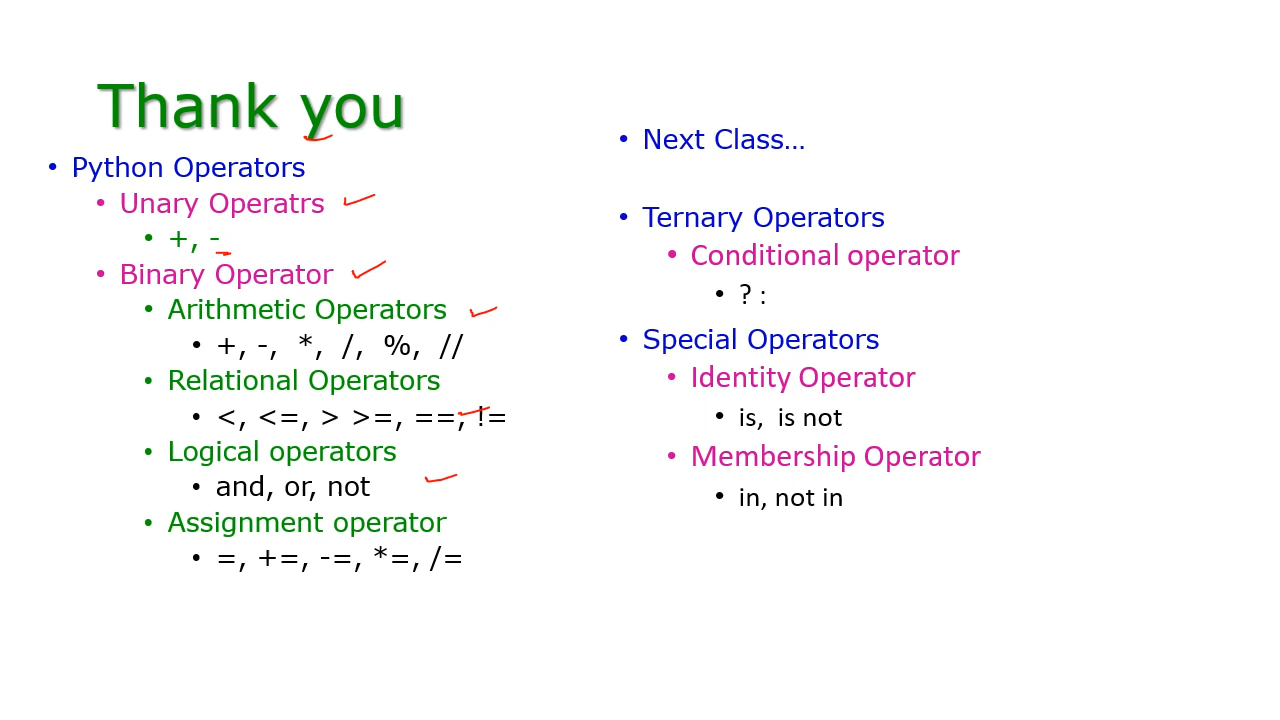 Thank you
• Python Operators
• Unary Operatrs
• +, -
• Binary Operator
• Arithmetic Operators
• +, -, *, /, %, //
• Relational Operators
• <, <=, > >=, ==, !=
• Logical operators
• and, or, not
• Assignment operator
• =, +=, -=, *=, /=
• Next Class...
• Ternary Operators
• Conditional operator
• ? :
• Special Operators
• Identity Operator
• is, is not
• Membership Operator
• in, not in